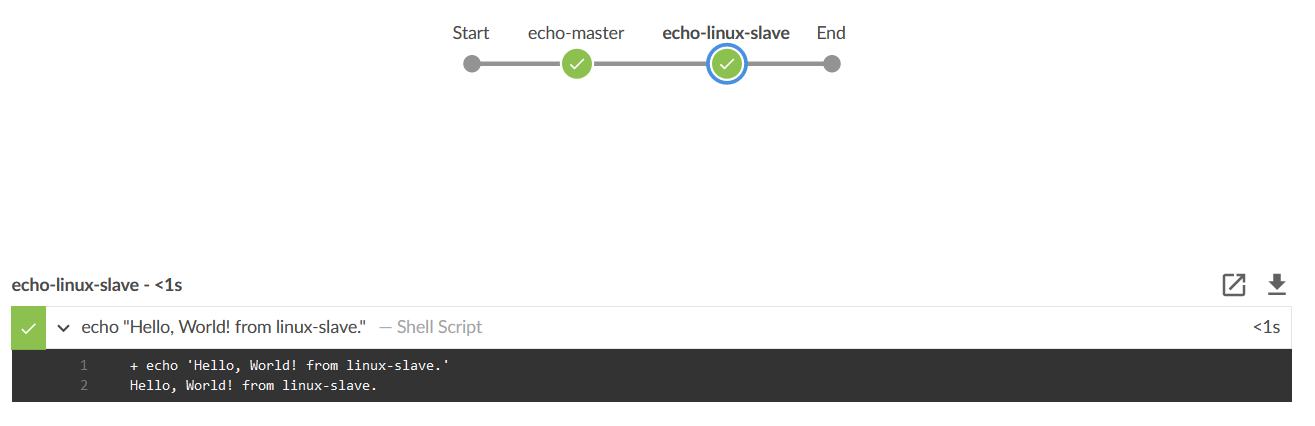 Start echo-master echo-linux-slave End
echo-linux-slave - <1s
echo "Hello, World! from linux-slave." — Shell Script <1s
1 + echo 'Hello, World! from linux-slave.'
2 Hello, World! from linux-slave.